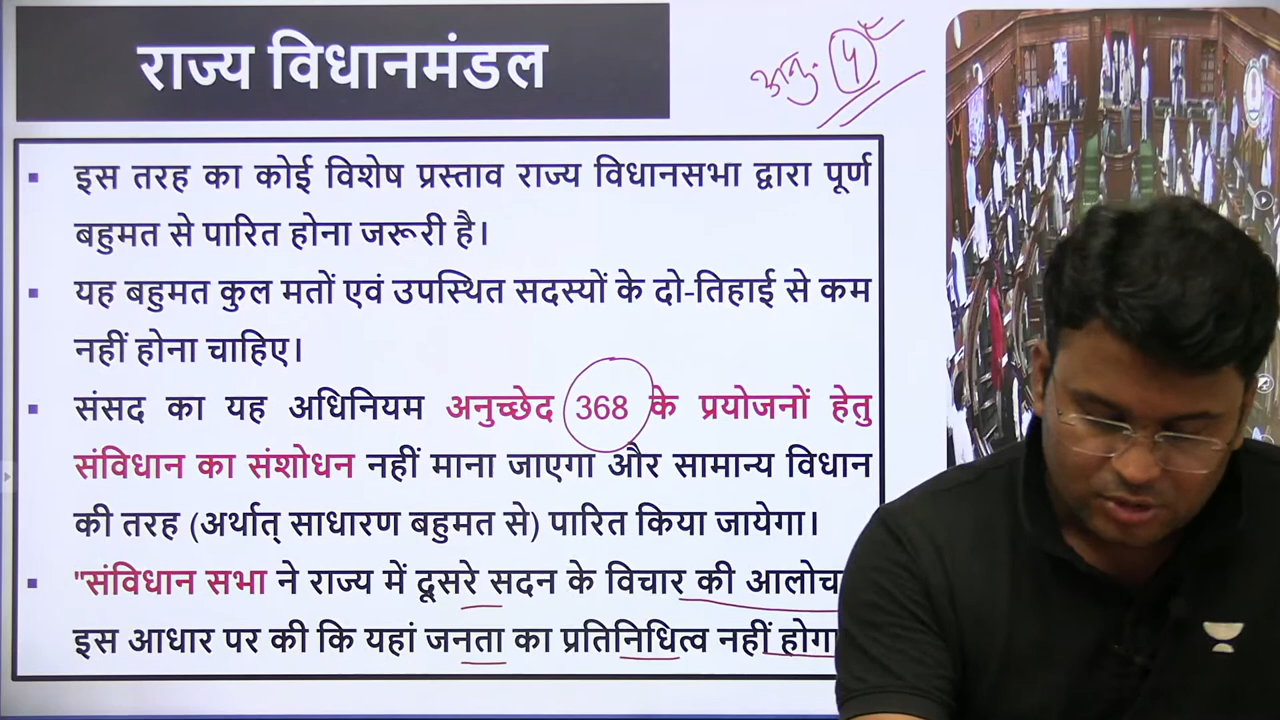 राज्य विधानमंडल
अनु. 5
▪ इस तरह का कोई विशेष प्रस्ताव राज्य विधानसभा द्वारा पूर्ण
बहुमत से पारित होना जरूरी है।
▪ यह बहुमत कुल मतों एवं उपस्थित सदस्यों के दो-तिहाई से कम
नहीं होना चाहिए।
▪ संसद का यह अधिनियम अनुच्छेद 368 के प्रयोजनों हेतु
संविधान का संशोधन नहीं माना जाएगा और सामान्य विधान
की तरह (अर्थात् साधारण बहुमत से) पारित किया जायेगा।
▪ "संविधान सभा ने राज्य में दूसरे सदन के विचार की आलोच
इस आधार पर की कि यहां जनता का प्रतिनिधित्व नहीं होगा